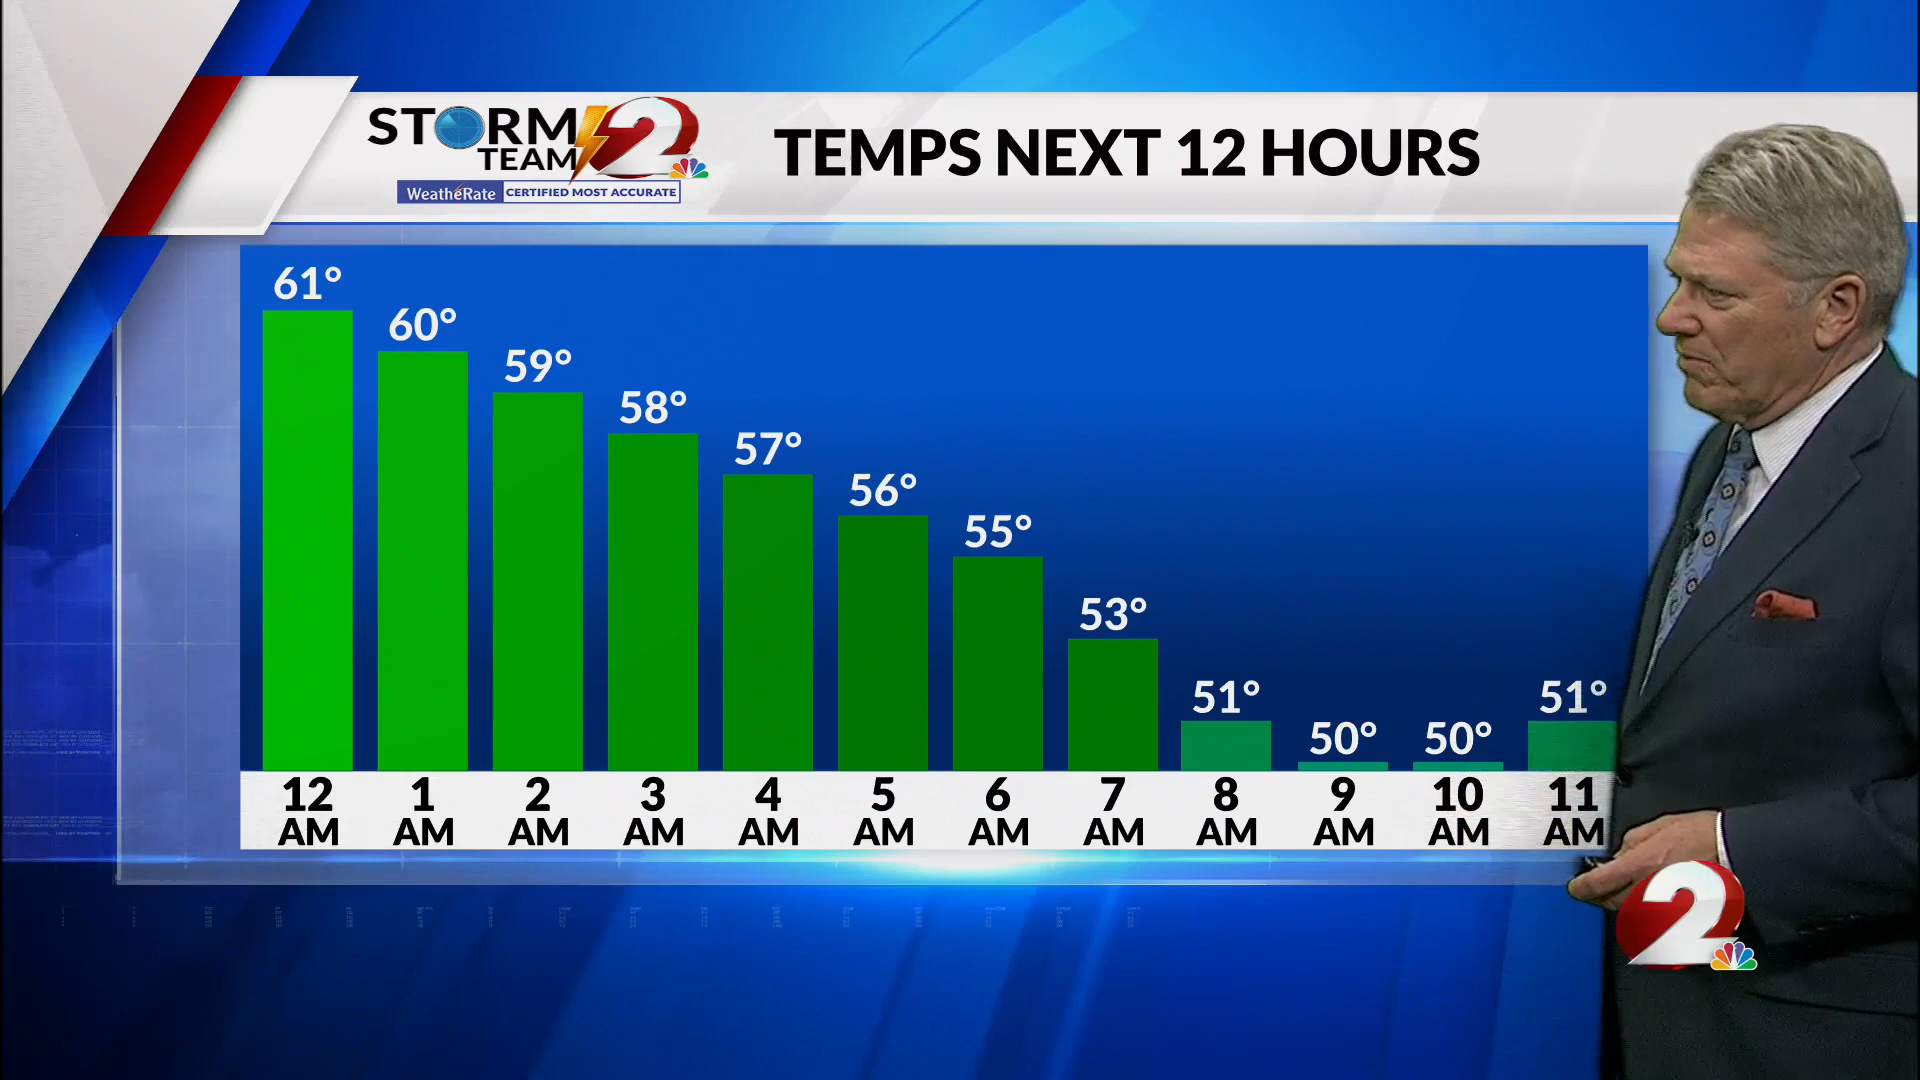 STORM
TEAM 2
WeatheRate CERTIFIED MOST ACCURATE
TEMPS NEXT 12 HOURS
61° 60° 59° 58° 57° 56° 55° 53° 51° 50° 50° 51°
12 1 2 3 4 5 6 7 8 9 10 11
AM AM AM AM AM AM AM AM AM AM AM AM
2